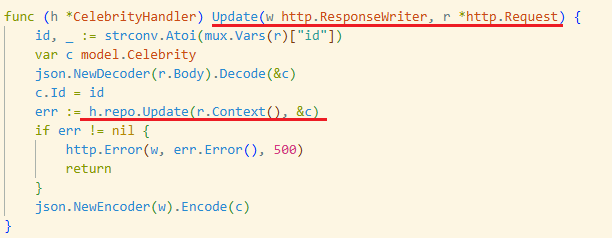 func (h *CelebrityHandler) Update(w http.ResponseWriter, r *http.Request) {
    id, _ := strconv.Atoi(mux.Vars(r)["id"])
    var c model.Celebrity
    json.NewDecoder(r.Body).Decode(&c)
    c.Id = id
    err := h.repo.Update(r.Context(), &c)
    if err != nil {
        http.Error(w, err.Error(), 500)
        return
    }
    json.NewEncoder(w).Encode(c)
}